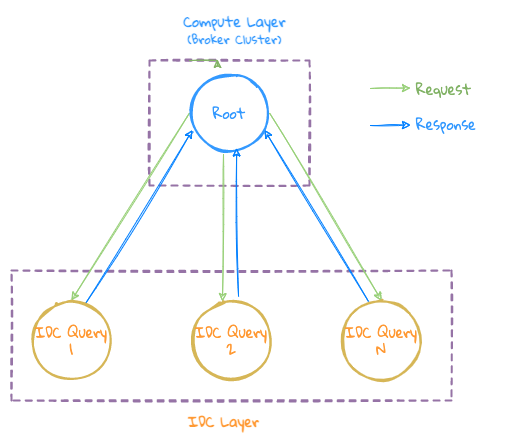 Compute Layer
(Broker Cluster)
Root
Request
Response
IDC Query
1
IDC Query
2
IDC Query
N
IDC Layer